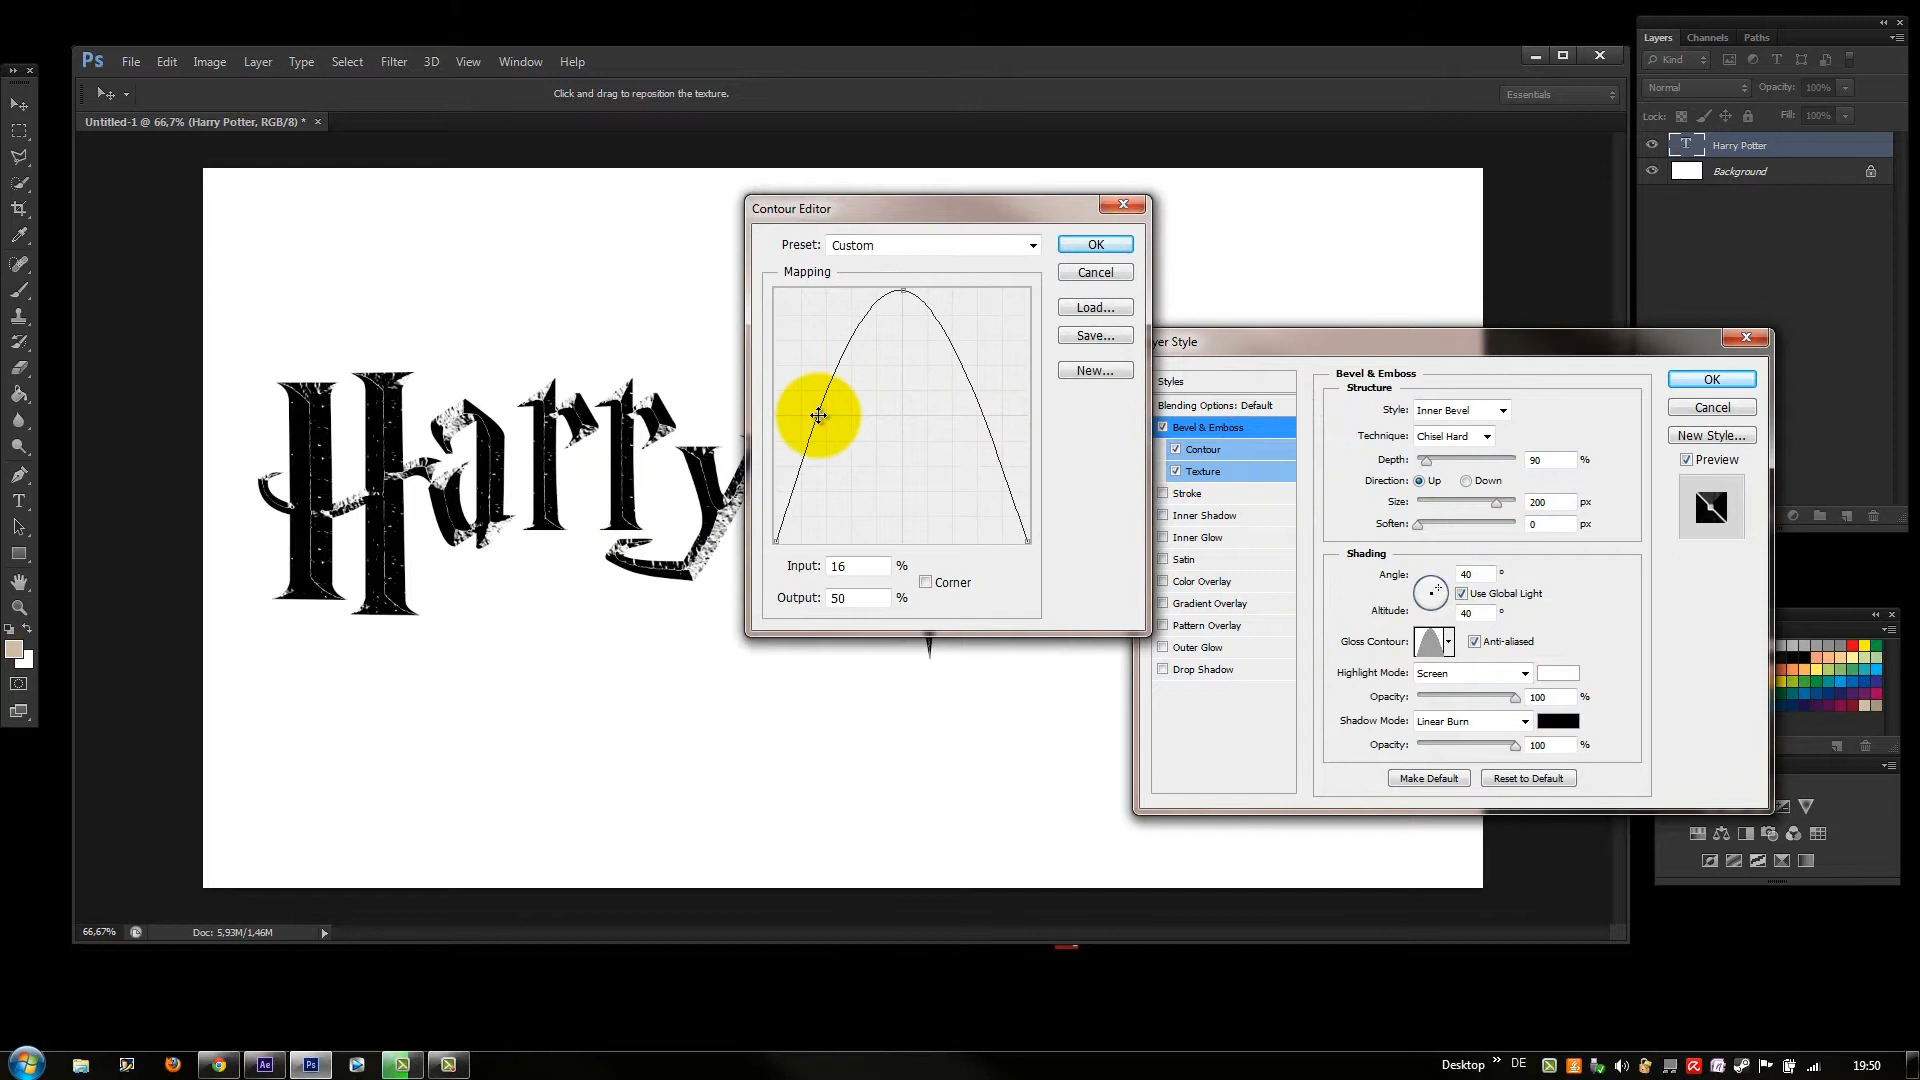 Ps File Edit Image Layer Type Select Filter 3D View Window Help
Click and drag to reposition the texture.
Essentials
Untitled-1 @ 66,7% (Harry Potter, RGB/8) * ×
Layers Channels Paths
Kind
Normal Opacity: 100%
Lock: Fill: 100%
T Harry Potter
Background
Harry
Contour Editor
Preset: Custom
Mapping
Input: 16 %
Output: 50 %
Corner
OK
Cancel
Load...
Save...
New...
yer Style
Styles
Blending Options: Default
Bevel & Emboss
Contour
Texture
Stroke
Inner Shadow
Inner Glow
Satin
Color Overlay
Gradient Overlay
Pattern Overlay
Outer Glow
Drop Shadow
Bevel & Emboss
Structure
Style: Inner Bevel
Technique: Chisel Hard
Depth: 90 %
Direction: Up Down
Size: 200 px
Soften: 0 px
Shading
Angle: 40 °
Use Global Light
Altitude: 40 °
Gloss Contour: Anti-aliased
Highlight Mode: Screen
Opacity: 100 %
Shadow Mode: Linear Burn
Opacity: 100 %
Make Default Reset to Default
OK
Cancel
New Style...
Preview
66,67% Doc: 5,93M/1,46M
Ae Ps
Desktop » DE 19:50